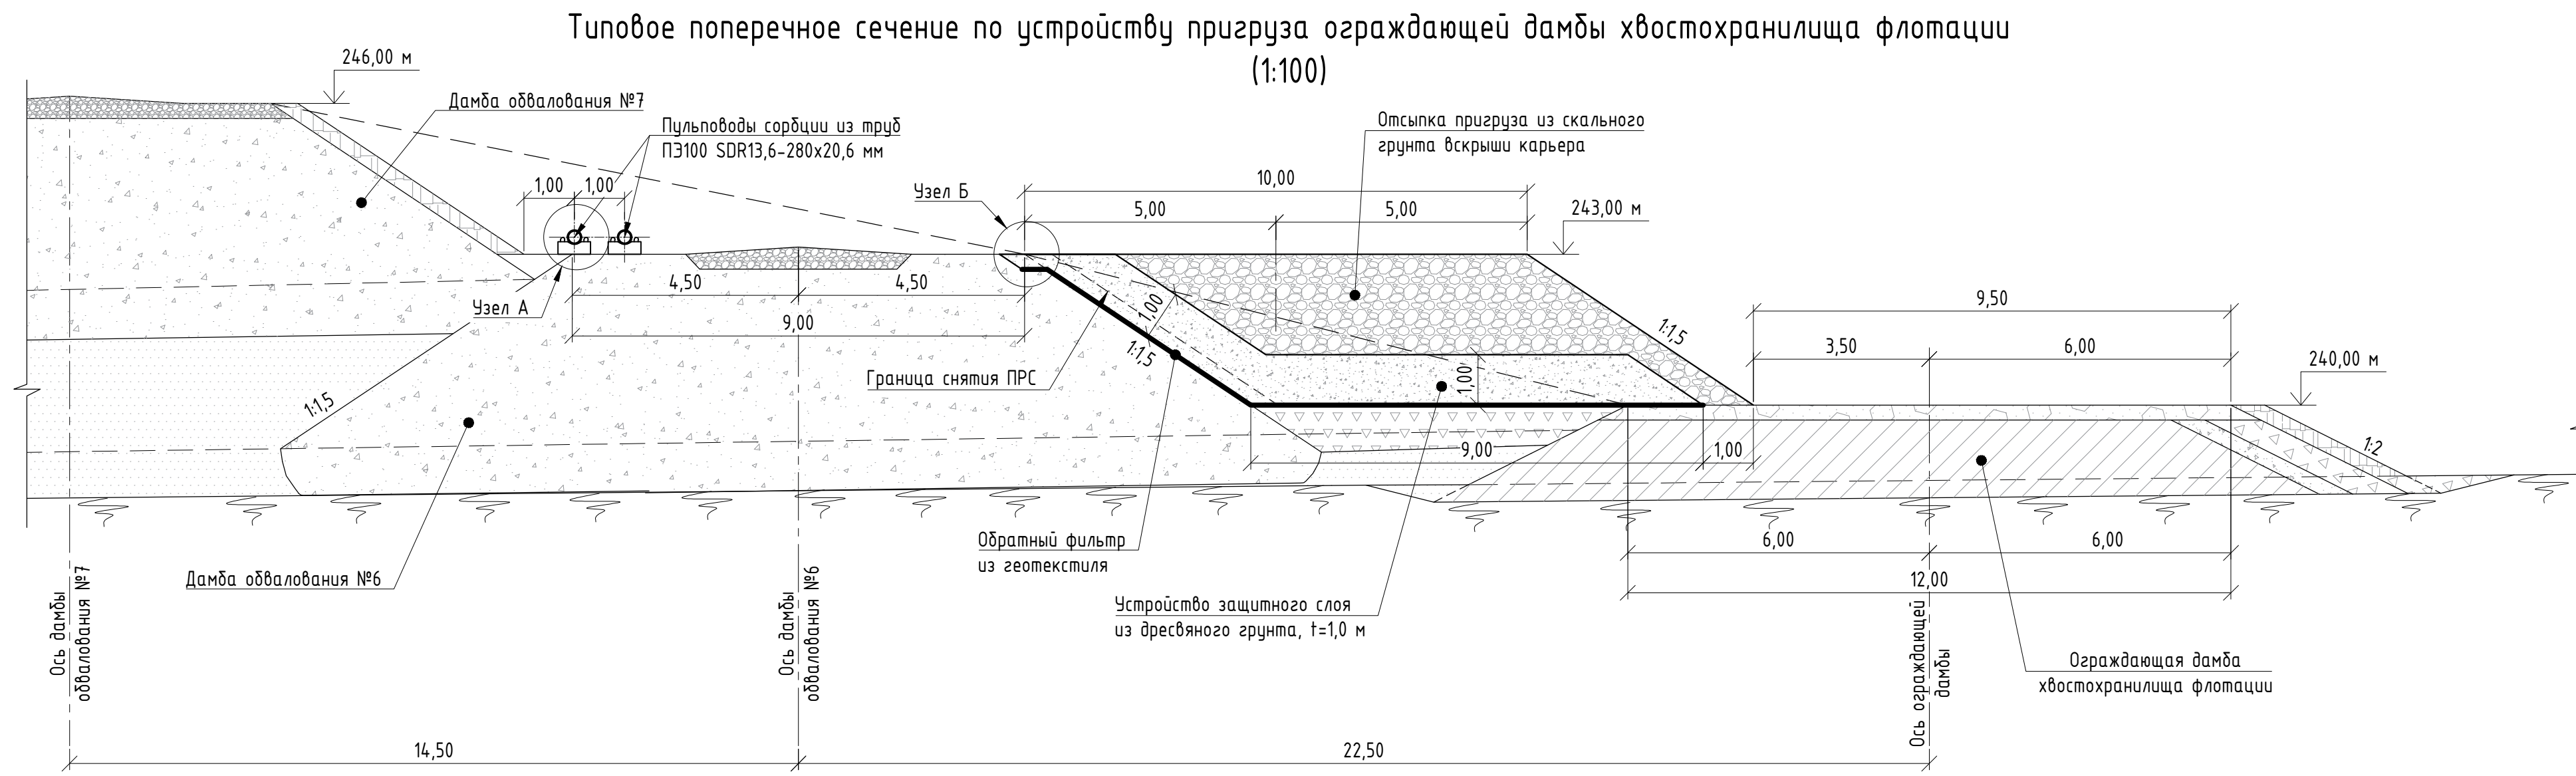 Типовое поперечное сечение по устройству пригруза ограждающей дамбы хвостохранилища флотации
(1:100)
246,00 м
Дамба обвалования №7
Пульповоды сорбции из труб
ПЭ100 SDR13,6-280х20,6 мм
1,00
1,00
Узел Б
Отсыпка пригруза из скального
грунта вскрыши карьера
10,00
5,00
5,00
243,00 м
Узел А
4,50
4,50
9,00
1,00
1:1,5
1:1,5
9,50
3,50
6,00
240,00 м
Граница снятия ПРС
1,00
1:1,5
9,00
1,00
1:2
Обратный фильтр
из геотекстиля
6,00
6,00
12,00
Дамба обвалования №6
Устройство защитного слоя
из дресвяного грунта, t=1,0 м
Ось дамбы
обвалования №7
Ось дамбы
обвалования №6
Ось ограждающей
дамбы
Ограждающая дамба
хвостохранилища флотации
14,50
22,50